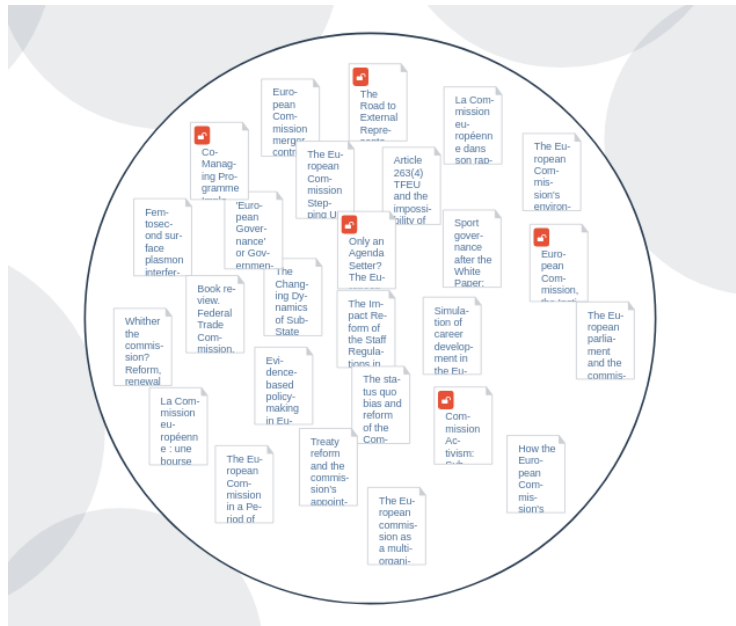 Euro-
pean
Com-
mission
merger
The
Road to
External
Repre-
La Com-
mission
eu-
ropéenn
e dans
son rap-
Co-
Manag-
ing Pro-
gramme
The Eu-
ropean
Com-
mission
Step-
ping U
Article
263(4)
TFEU
and the
impossi-
bility of
The Eu-
ropean
Com-
mis-
sion's
environ-
Fem-
tosec-
ond sur-
face
plasmon
interfer-
'Euro-
pean
Gover-
nance'
or Gov-
ernmen-
Only an
Agenda
Setter?
The Eu-
Sport
gover-
nance
after the
White
Paper:
Euro-
pean
Com-
mission,
Book re-
view.
Federal
Trade
Com-
mission.
The
Chang-
ing Dy-
namics
of Sub-
State
The Im-
pact Re-
form of
the Staff
Regula-
tions in
Simula-
tion of
career
develop-
ment in
the Eu-
The Eu-
ropean
parlia-
ment
and the
commis-
Whither
the
commis-
sion?
Reform,
renewal
Evi-
dence-
based
policy-
making
in Eu-
The sta-
tus quo
bias and
reform
of the
Com-
La Com-
mission
eu-
ropéenn
e : une
bourse
Com-
mission
Ac-
tivism:
Treaty
reform
and the
commis-
sion's
appoint-
How the
Euro-
pean
Com-
mis-
sion's
The Eu-
ropean
Com-
mission
in a Pe-
riod of
The Eu-
ropean
commis-
sion as
a multi-
organi-